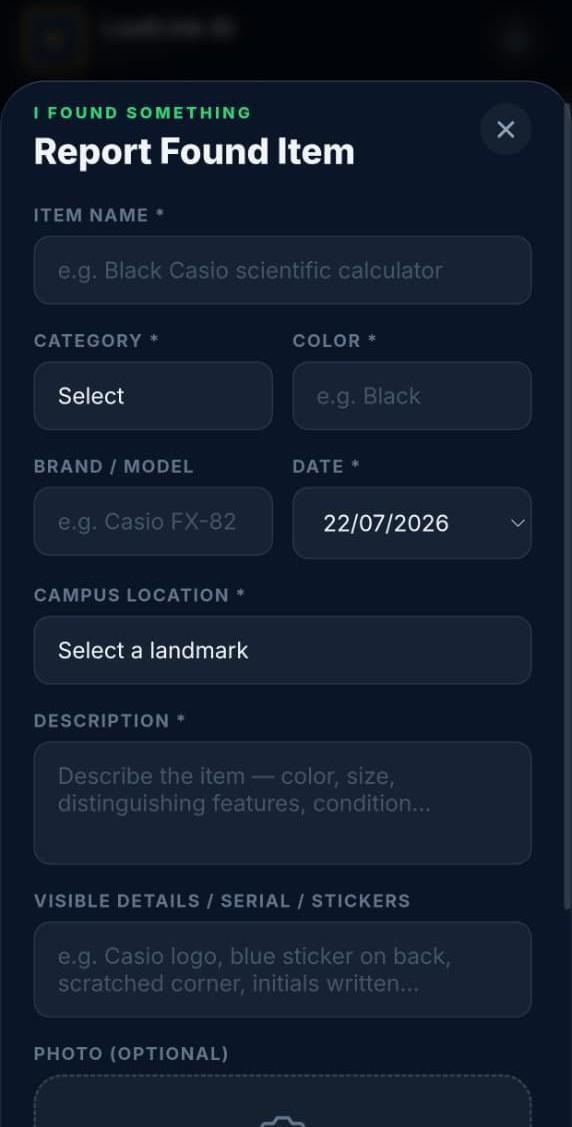 I FOUND SOMETHING
Report Found Item
ITEM NAME *
e.g. Black Casio scientific calculator
CATEGORY *
COLOR *
Select
e.g. Black
BRAND / MODEL
DATE *
e.g. Casio FX-82
22/07/2026
CAMPUS LOCATION *
Select a landmark
DESCRIPTION *
Describe the item — color, size,
distinguishing features, condition...
VISIBLE DETAILS / SERIAL / STICKERS
e.g. Casio logo, blue sticker on back,
scratched corner, initials written...
PHOTO (OPTIONAL)